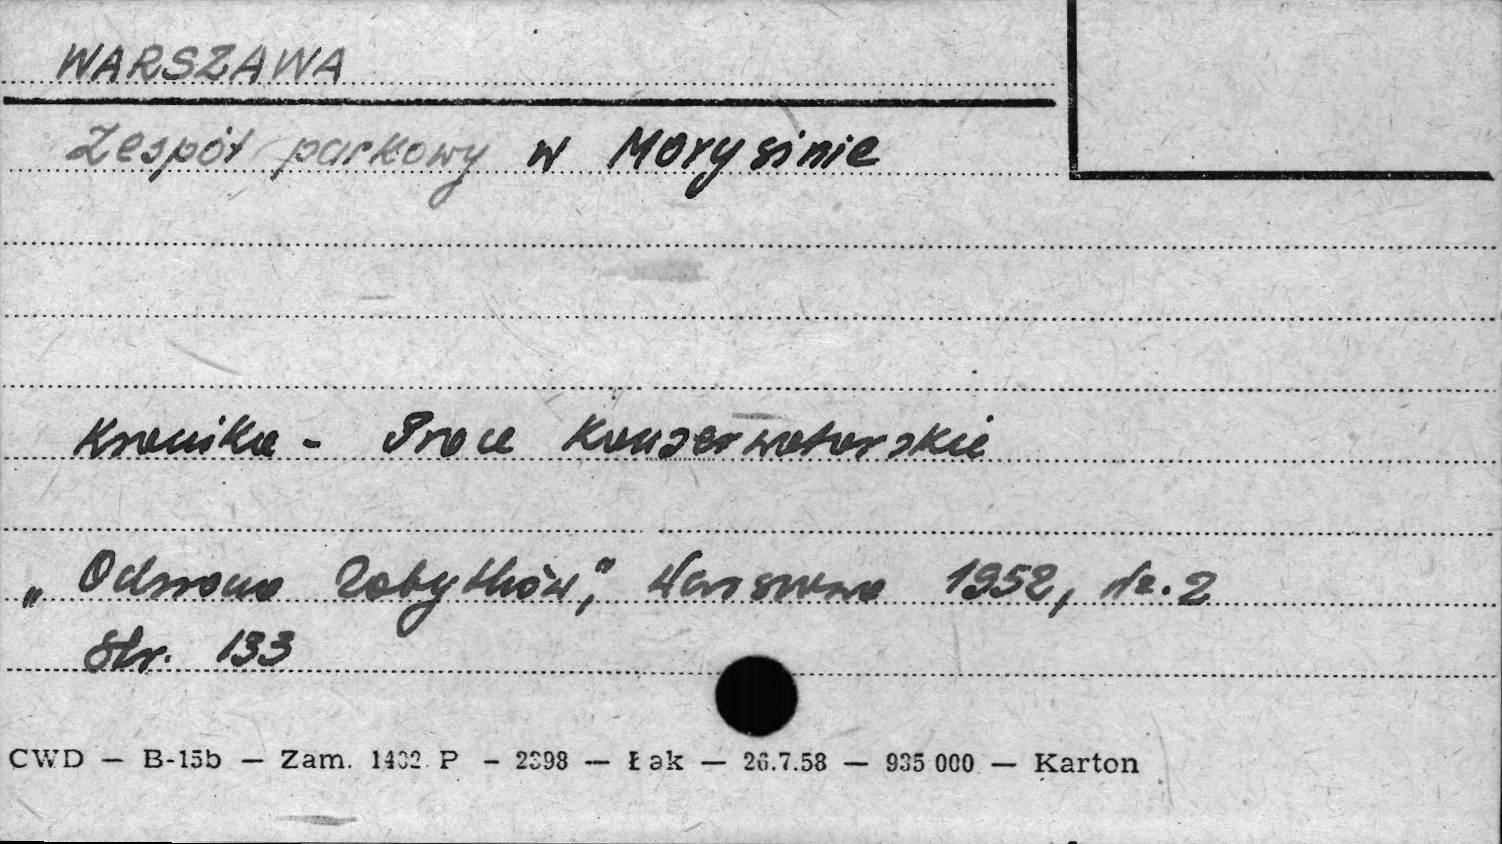 WARSZAWA
Zespół parkowy w Morysinie
Kronika - Prace Konserwatorskie
„Ochrona Zabytków", Warszawa 1952, Nr. 2
Str. 133
CWD — B-15b — Zam. 1432 P — 2398 — Łak — 26.7.58 — 935 000 — Karton